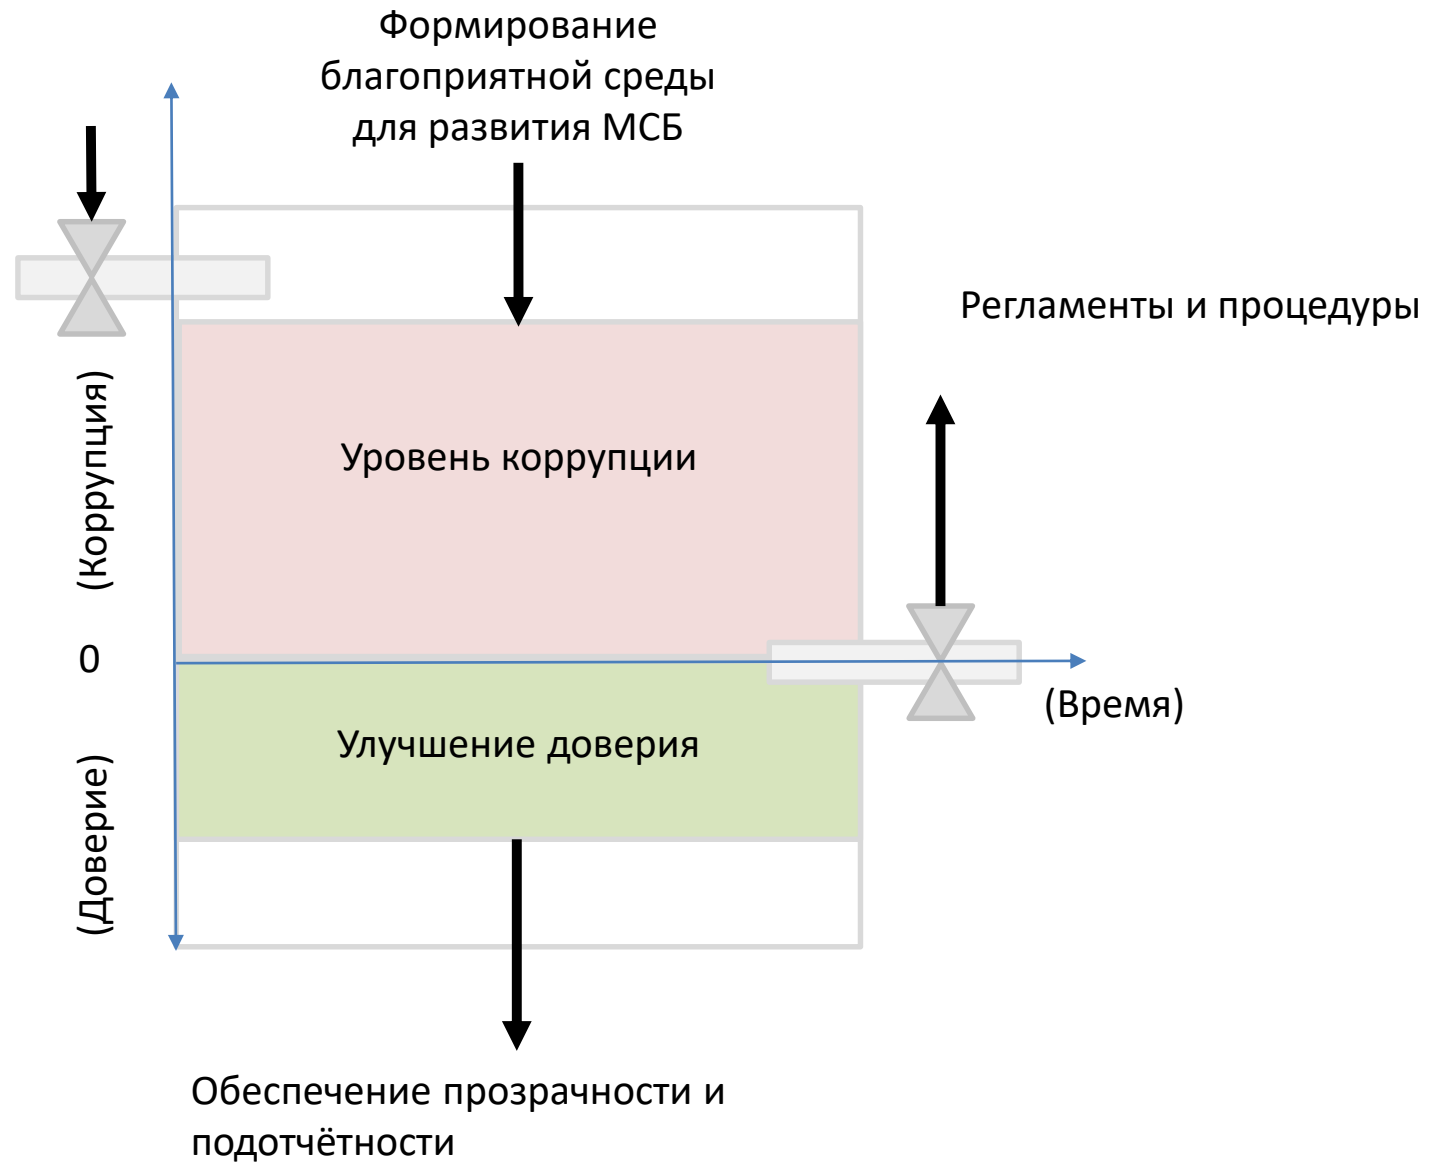 Формирование
благоприятной среды
для развития МСБ
Регламенты и процедуры
(Коррупция)
Уровень коррупции
0
(Время)
Улучшение доверия
(Доверие)
Обеспечение прозрачности и
подотчётности